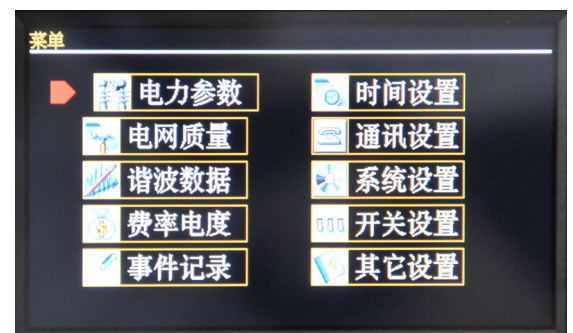 菜单
电力参数
时间设置
电网质量
通讯设置
谐波数据
系统设置
费率电度
开关设置
事件记录
其它设置